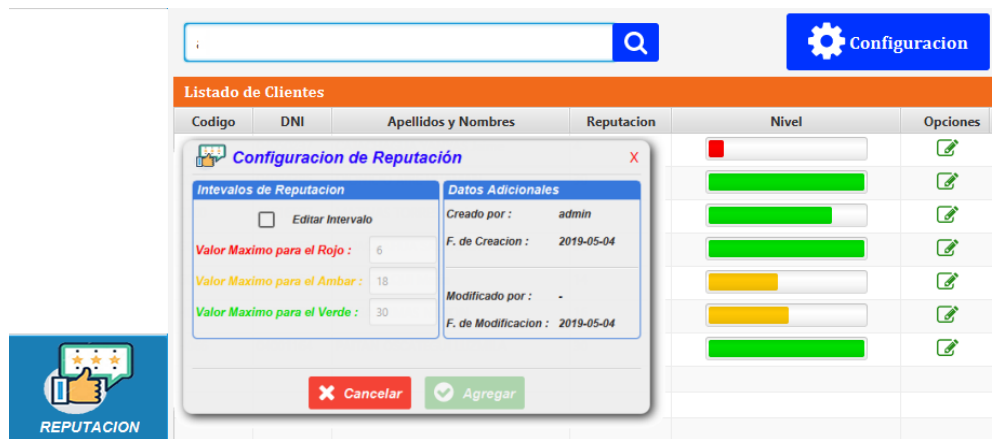 Configuracion
Listado de Clientes
Codigo DNI Apellidos y Nombres Reputacion Nivel Opciones
Configuracion de Reputación X
Intevalos de Reputacion
Editar Intervalo
Valor Maximo para el Rojo : 6
Valor Maximo para el Ambar : 18
Valor Maximo para el Verde : 30
Datos Adicionales
Creado por : admin
F. de Creacion : 2019-05-04
Modificado por : -
F. de Modificacion : 2019-05-04
Cancelar Agregar
REPUTACION